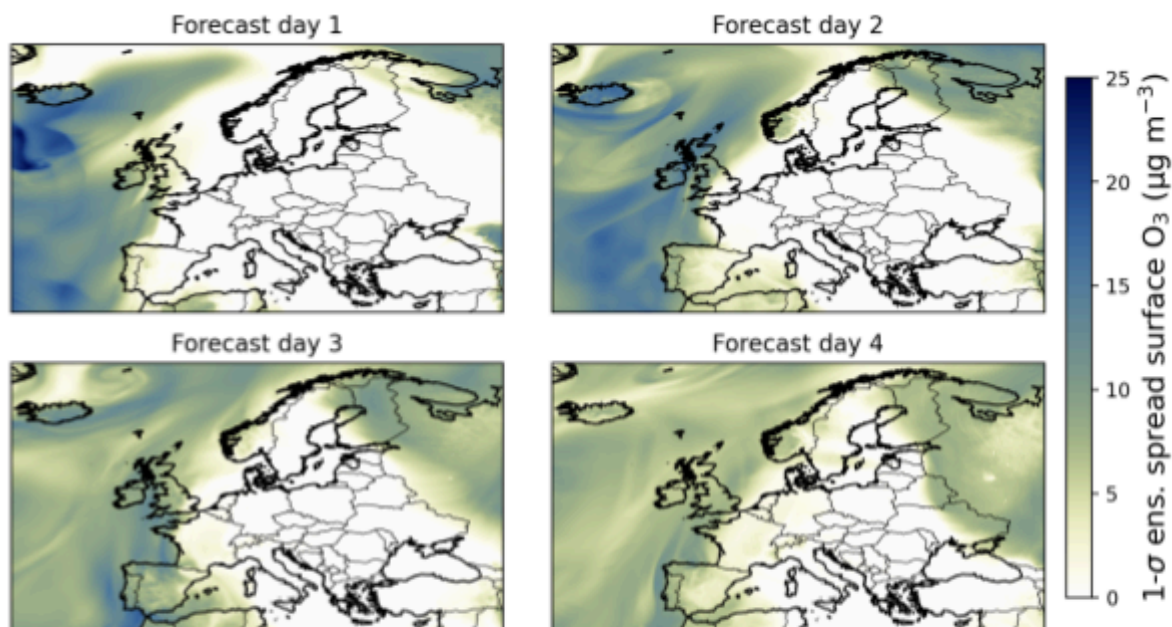 Forecast day 1
Forecast day 2
Forecast day 3
Forecast day 4
25
20
15
10
5
0
1-σ ens. spread surface O₃ (µg m⁻³)